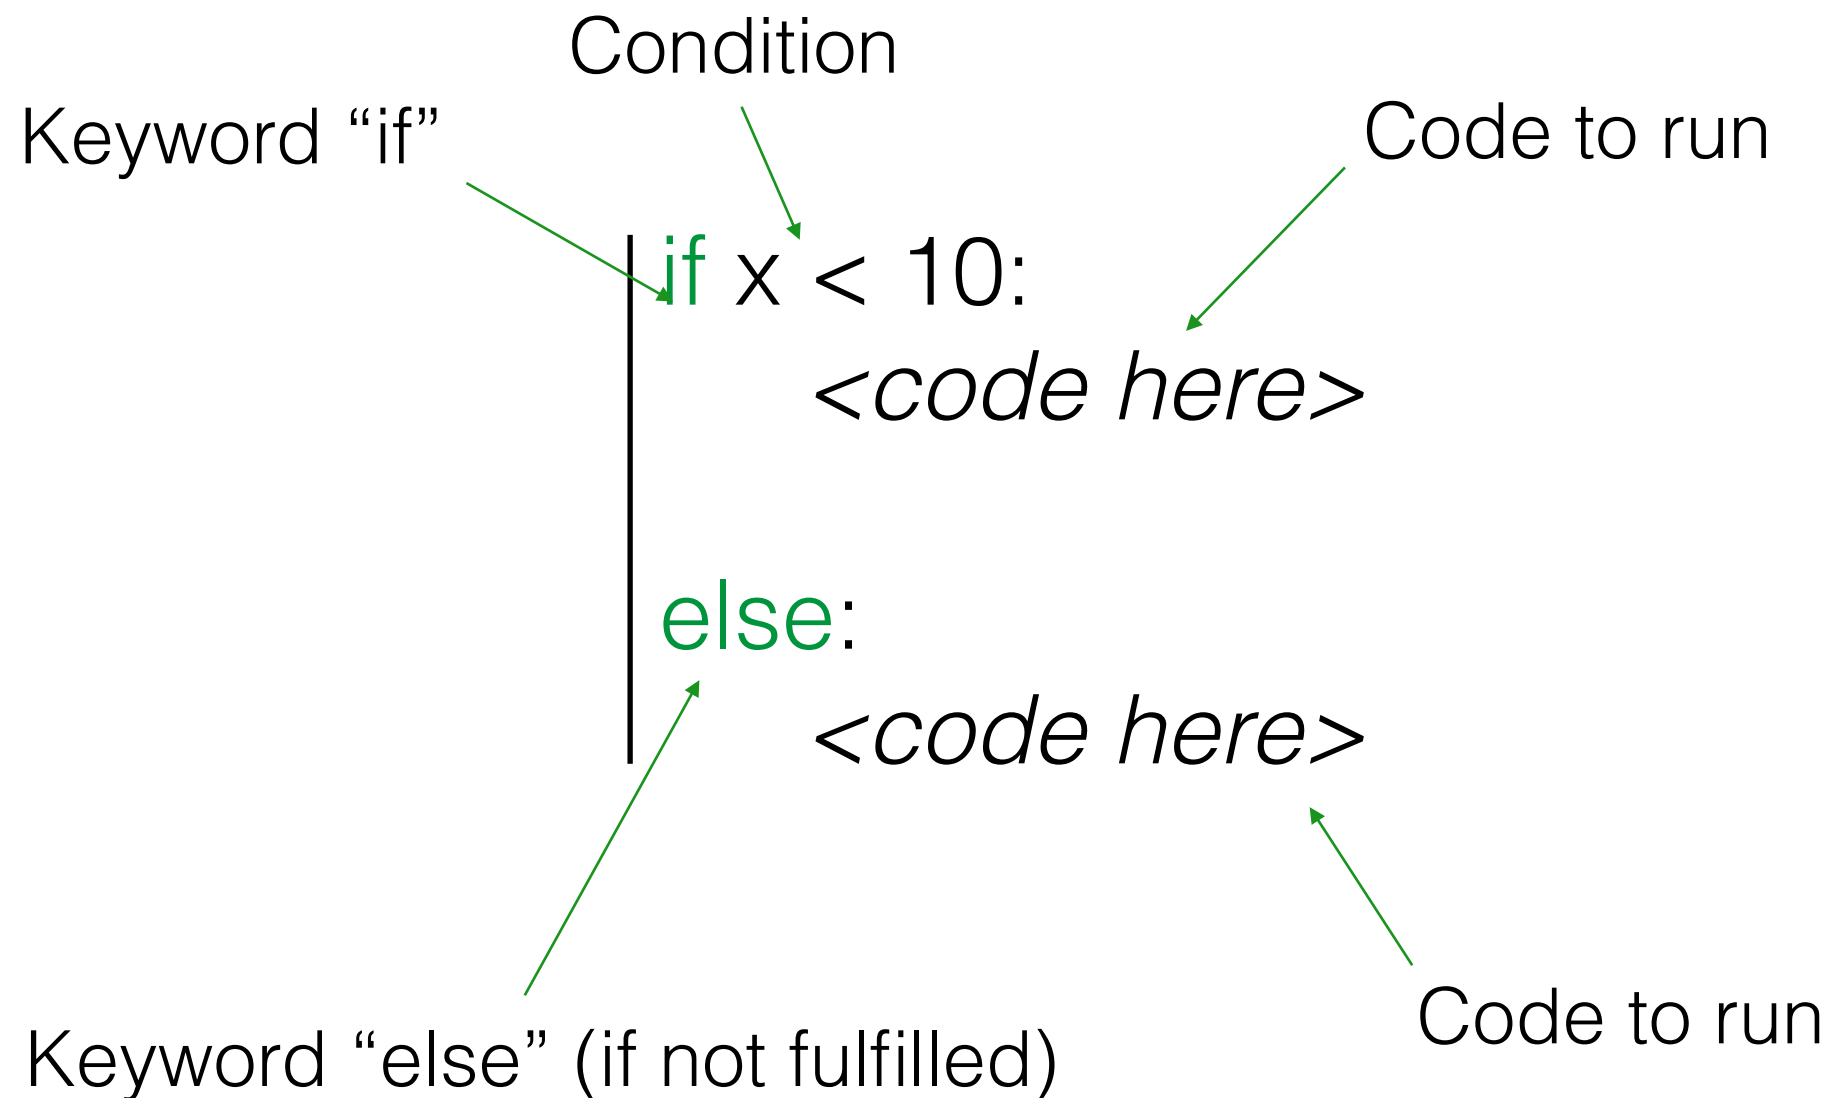 Condition
Keyword “if”
Code to run
if x < 10:
<code here>
else:
<code here>
Code to run
Keyword “else” (if not fulfilled)